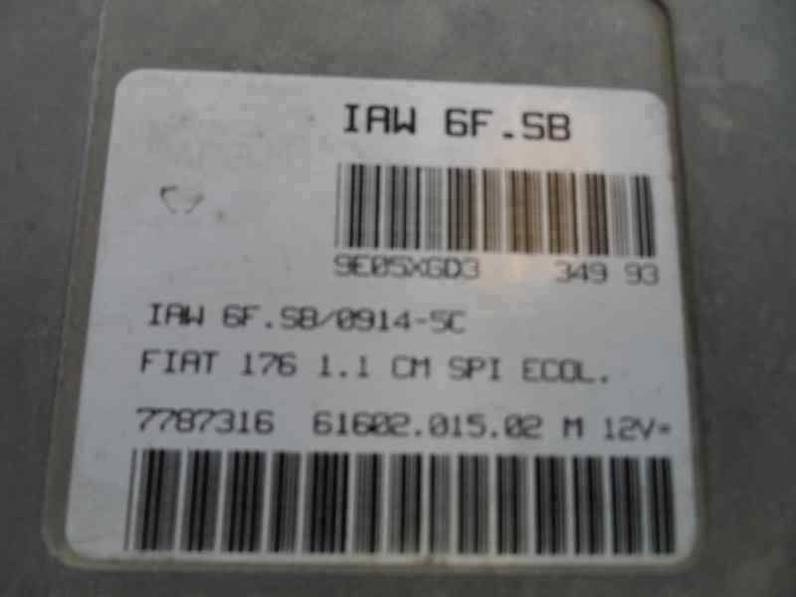 IAW 6F.SB
9E05XGD3 349 93
IAW 6F.SB/0914-5C
FIAT 176 1.1 CM SPI ECOL.
7787316 61602.015.02 M 12V=